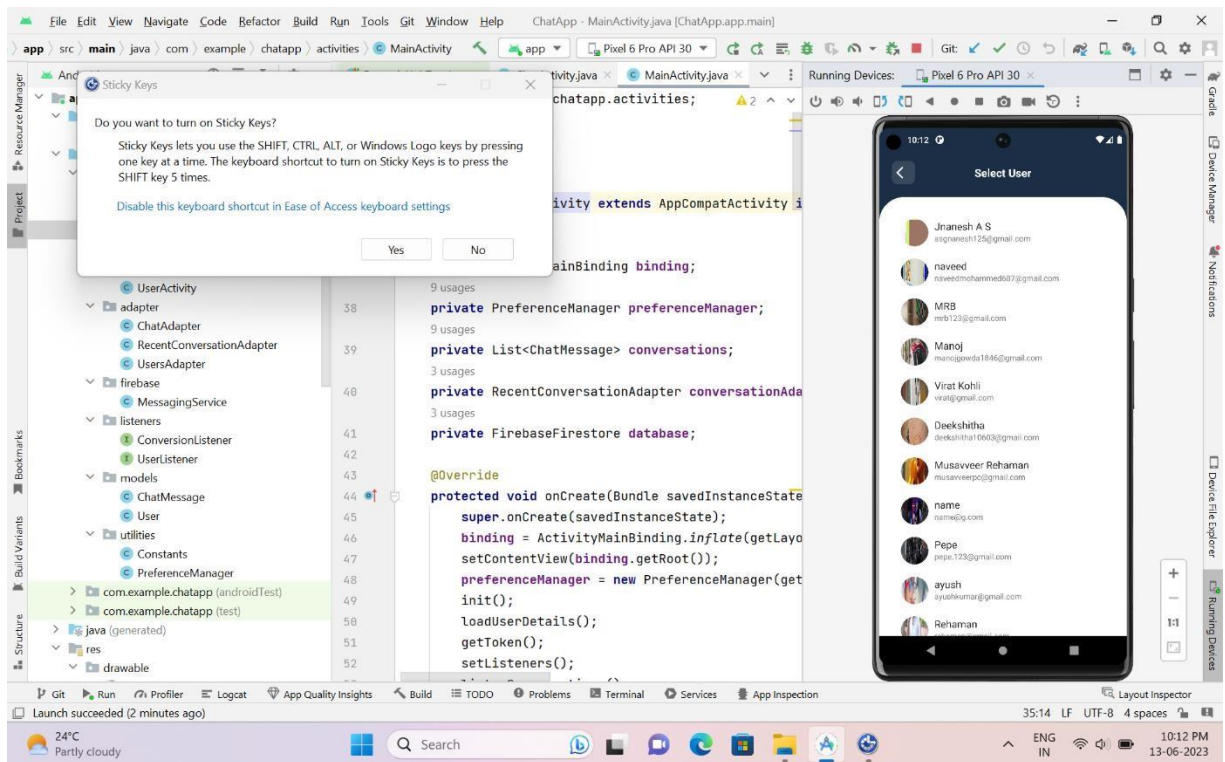 File Edit View Navigate Code Refactor Build Run Tools Git Window Help ChatApp - MainActivity.java [ChatApp.app.main]
app src main java com example chatapp activities MainActivity app Pixel 6 Pro API 30 Git:
Sticky Keys
Do you want to turn on Sticky Keys?
Sticky Keys lets you use the SHIFT, CTRL, ALT, or Windows Logo keys by pressing
one key at a time. The keyboard shortcut to turn on Sticky Keys is to press the
SHIFT key 5 times.
Disable this keyboard shortcut in Ease of Access keyboard settings
Yes No
Resource Manager
Project
Bookmarks
Build Variants
Structure
UserActivity
adapter
ChatAdapter
RecentConversationAdapter
UsersAdapter
firebase
MessagingService
listeners
ConversionListener
UserListener
models
ChatMessage
User
utilities
Constants
PreferenceManager
com.example.chatapp (androidTest)
com.example.chatapp (test)
java (generated)
res
drawable
tivity.java MainActivity.java
chatapp.activities; 2
ivity extends AppCompatActivity i
ainBinding binding;
9 usages
38 private PreferenceManager preferenceManager;
9 usages
39 private List<ChatMessage> conversations;
3 usages
40 private RecentConversationAdapter conversationAda
3 usages
41 private FirebaseFirestore database;
42
43 @Override
44 protected void onCreate(Bundle savedInstanceState
45 super.onCreate(savedInstanceState);
46 binding = ActivityMainBinding.inflate(getLayo
47 setContentView(binding.getRoot());
48 preferenceManager = new PreferenceManager(get
49 init();
50 loadUserDetails();
51 getToken();
52 setListeners();
Running Devices: Pixel 6 Pro API 30
10:12
Select User
Jnanesh A S
asgnanesh125@gmail.com
naveed
naveedmohammed687@gmail.com
MRB
mrb123@gmail.com
Manoj
manojgowda1846@gmail.com
Virat Kohli
virat@gmail.com
Deekshitha
deekshitha10603@gmail.com
Musavveer Rehaman
musavveerpc@gmail.com
name
name@g.com
Pepe
pepe.123@gmail.com
ayush
ayushkumar@gmail.com
Rehaman
1:1
Gradle
Device Manager
Notifications
Device File Explorer
Running Devices
Git Run Profiler Logcat App Quality Insights Build TODO Problems Terminal Services App Inspection Layout Inspector
Launch succeeded (2 minutes ago) 35:14 LF UTF-8 4 spaces
24°C
Partly cloudy
Search
ENG
IN
10:12 PM
13-06-2023